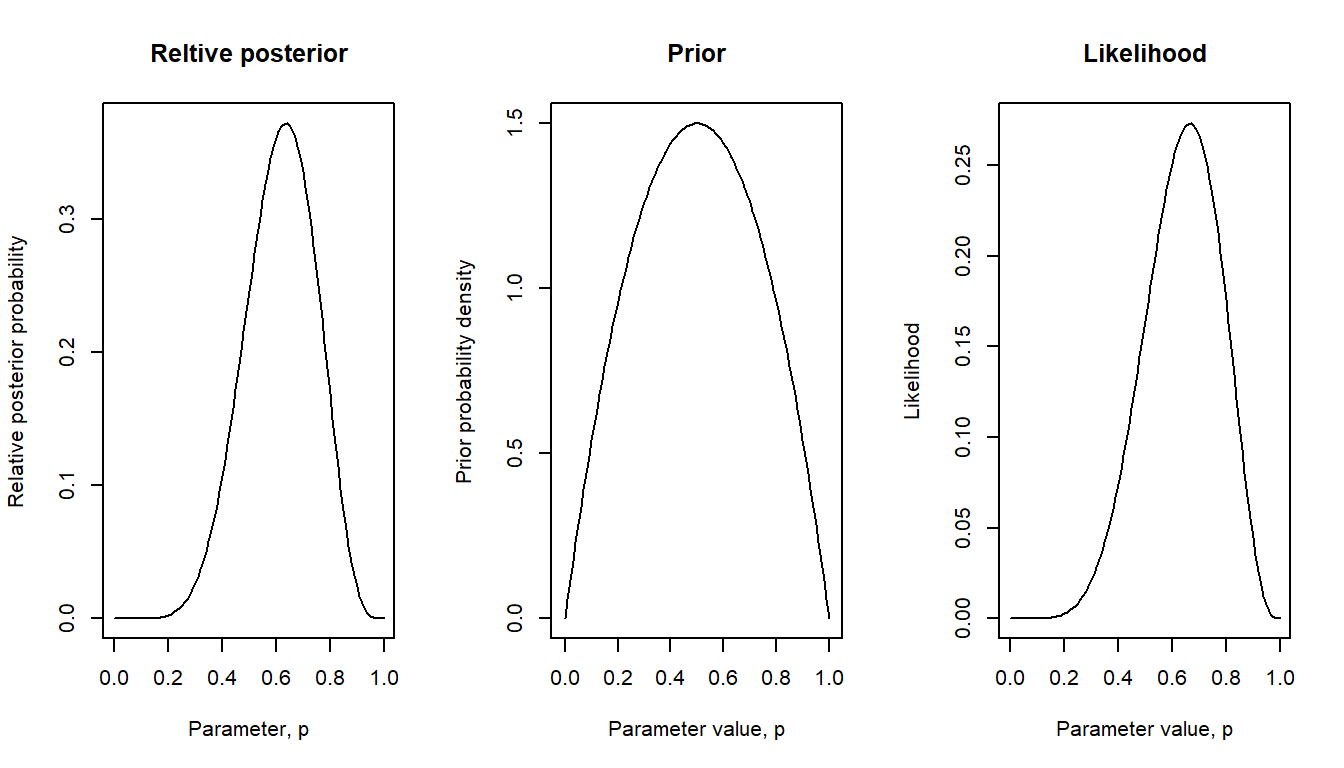 Reltive posterior
Relative posterior probability
0.3
0.2
0.1
0.0
0.0 0.2 0.4 0.6 0.8 1.0
Parameter, p
Prior
Prior probability density
1.5
1.0
0.5
0.0
0.0 0.2 0.4 0.6 0.8 1.0
Parameter value, p
Likelihood
Likelihood
0.25
0.20
0.15
0.10
0.05
0.00
0.0 0.2 0.4 0.6 0.8 1.0
Parameter value, p